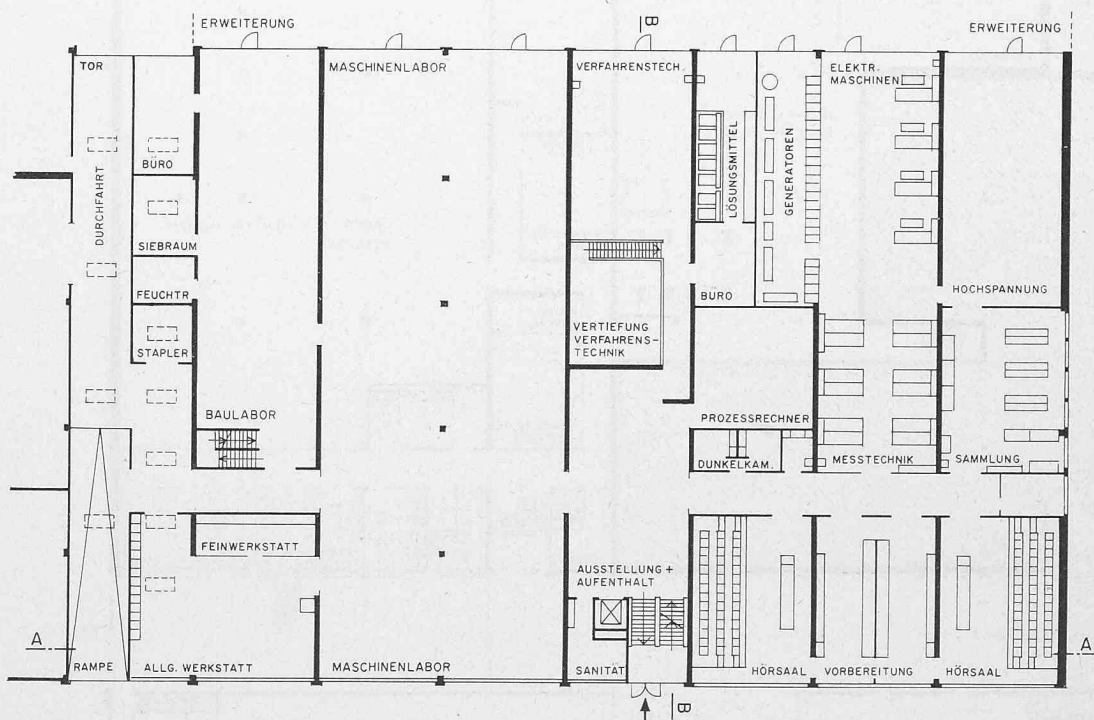 ERWEITERUNG
B
ERWEITERUNG
TOR
MASCHINENLABOR
VERFAHRENSTECH.
ELEKTR.
MASCHINEN
DURCHFAHRT
BÜRO
LÖSUNGSMITTEL
GENERATOREN
SIEBRAUM
FEUCHTR
BÜRO
HOCHSPANNUNG
STAPLER
VERTIEFUNG
VERFAHRENS-
TECHNIK
BAULABOR
PROZESSRECHNER
DUNKELKAM.
MESSTECHNIK
SAMMLUNG
FEINWERKSTATT
AUSSTELLUNG +
AUFENTHALT
A
A
RAMPE
ALLG. WERKSTATT
MASCHINENLABOR
SANITÄT
HÖRSAAL
VORBEREITUNG
HÖRSAAL
B